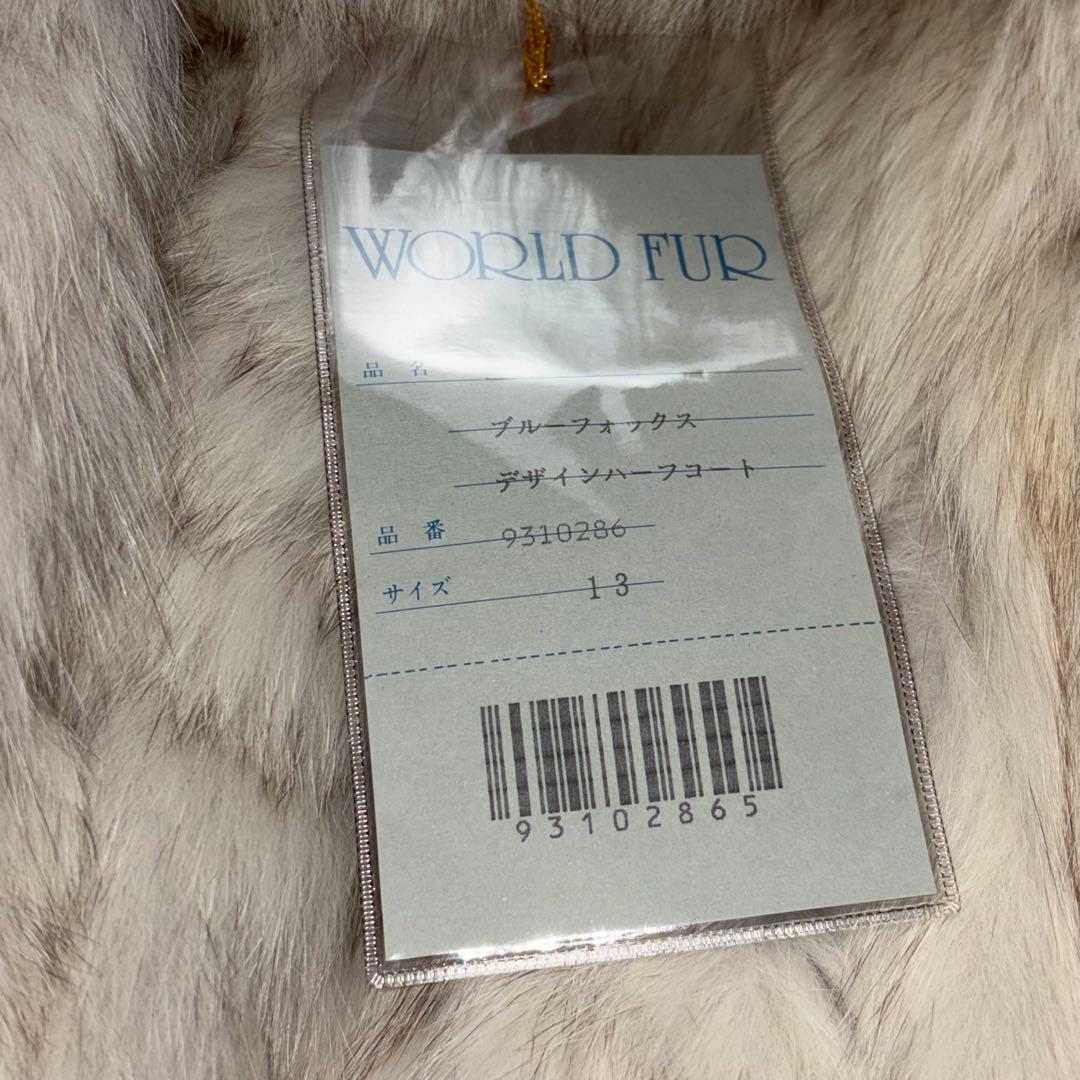 WORLD FUR
品名
ブルーフォックス
デザインハーフコート
品番 9310286
サイズ 13
93102865